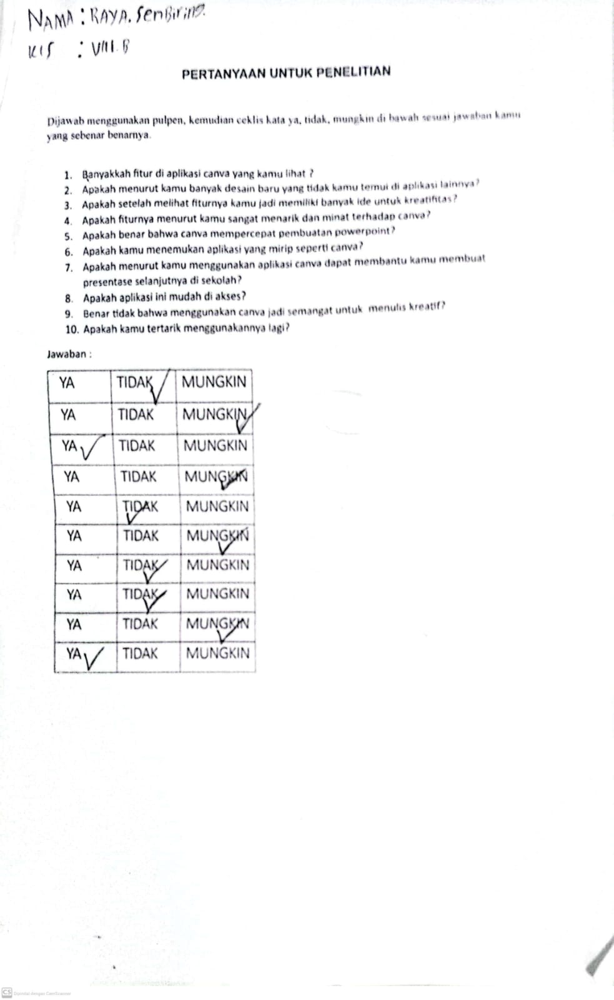 NAMA : RAYA. SemBiring.
KlS : VIII. B
PERTANYAAN UNTUK PENELITIAN
Dijawab menggunakan pulpen, kemudian ceklis kata ya, tidak, mungkin di bawah sesuai jawaban kamu
yang sebenar benarnya.
1. Banyakkah fitur di aplikasi canva yang kamu lihat ?
2. Apakah menurut kamu banyak desain baru yang tidak kamu temui di aplikasi lainnya?
3. Apakah setelah melihat fiturnya kamu jadi memiliki banyak ide untuk kreatifitas?
4. Apakah fiturnya menurut kamu sangat menarik dan minat terhadap canva?
5. Apakah benar bahwa canva mempercepat pembuatan powerpoint?
6. Apakah kamu menemukan aplikasi yang mirip seperti canva?
7. Apakah menurut kamu menggunakan aplikasi canva dapat membantu kamu membuat
presentase selanjutnya di sekolah?
8. Apakah aplikasi ini mudah di akses?
9. Benar tidak bahwa menggunakan canva jadi semangat untuk menulis kreatif?
10. Apakah kamu tertarik menggunakannya lagi?
Jawaban :
YA TIDAK ✓ MUNGKIN
YA TIDAK MUNGKIN ✓
YA ✓ TIDAK MUNGKIN
YA TIDAK MUNGKIN ✓
YA TIDAK ✓ MUNGKIN
YA TIDAK MUNGKIN ✓
YA TIDAK ✓ MUNGKIN
YA TIDAK ✓ MUNGKIN
YA TIDAK MUNGKIN ✓
YA ✓ TIDAK MUNGKIN
CS Dipindai dengan CamScanner